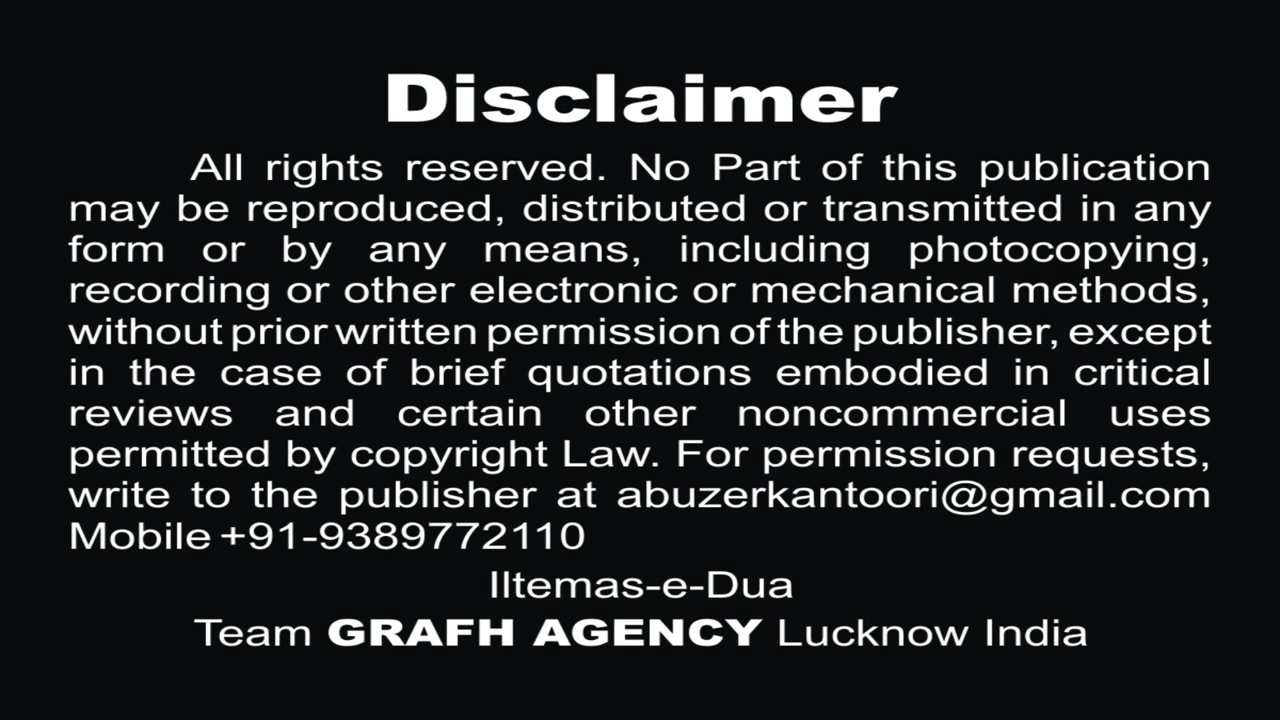 Disclaimer
All rights reserved. No Part of this publication
may be reproduced, distributed or transmitted in any
form or by any means, including photocopying,
recording or other electronic or mechanical methods,
without prior written permission of the publisher, except
in the case of brief quotations embodied in critical
reviews and certain other noncommercial uses
permitted by copyright Law. For permission requests,
write to the publisher at abuzerkantoori@gmail.com
Mobile +91-9389772110
Iltemas-e-Dua
Team GRAFH AGENCY Lucknow India